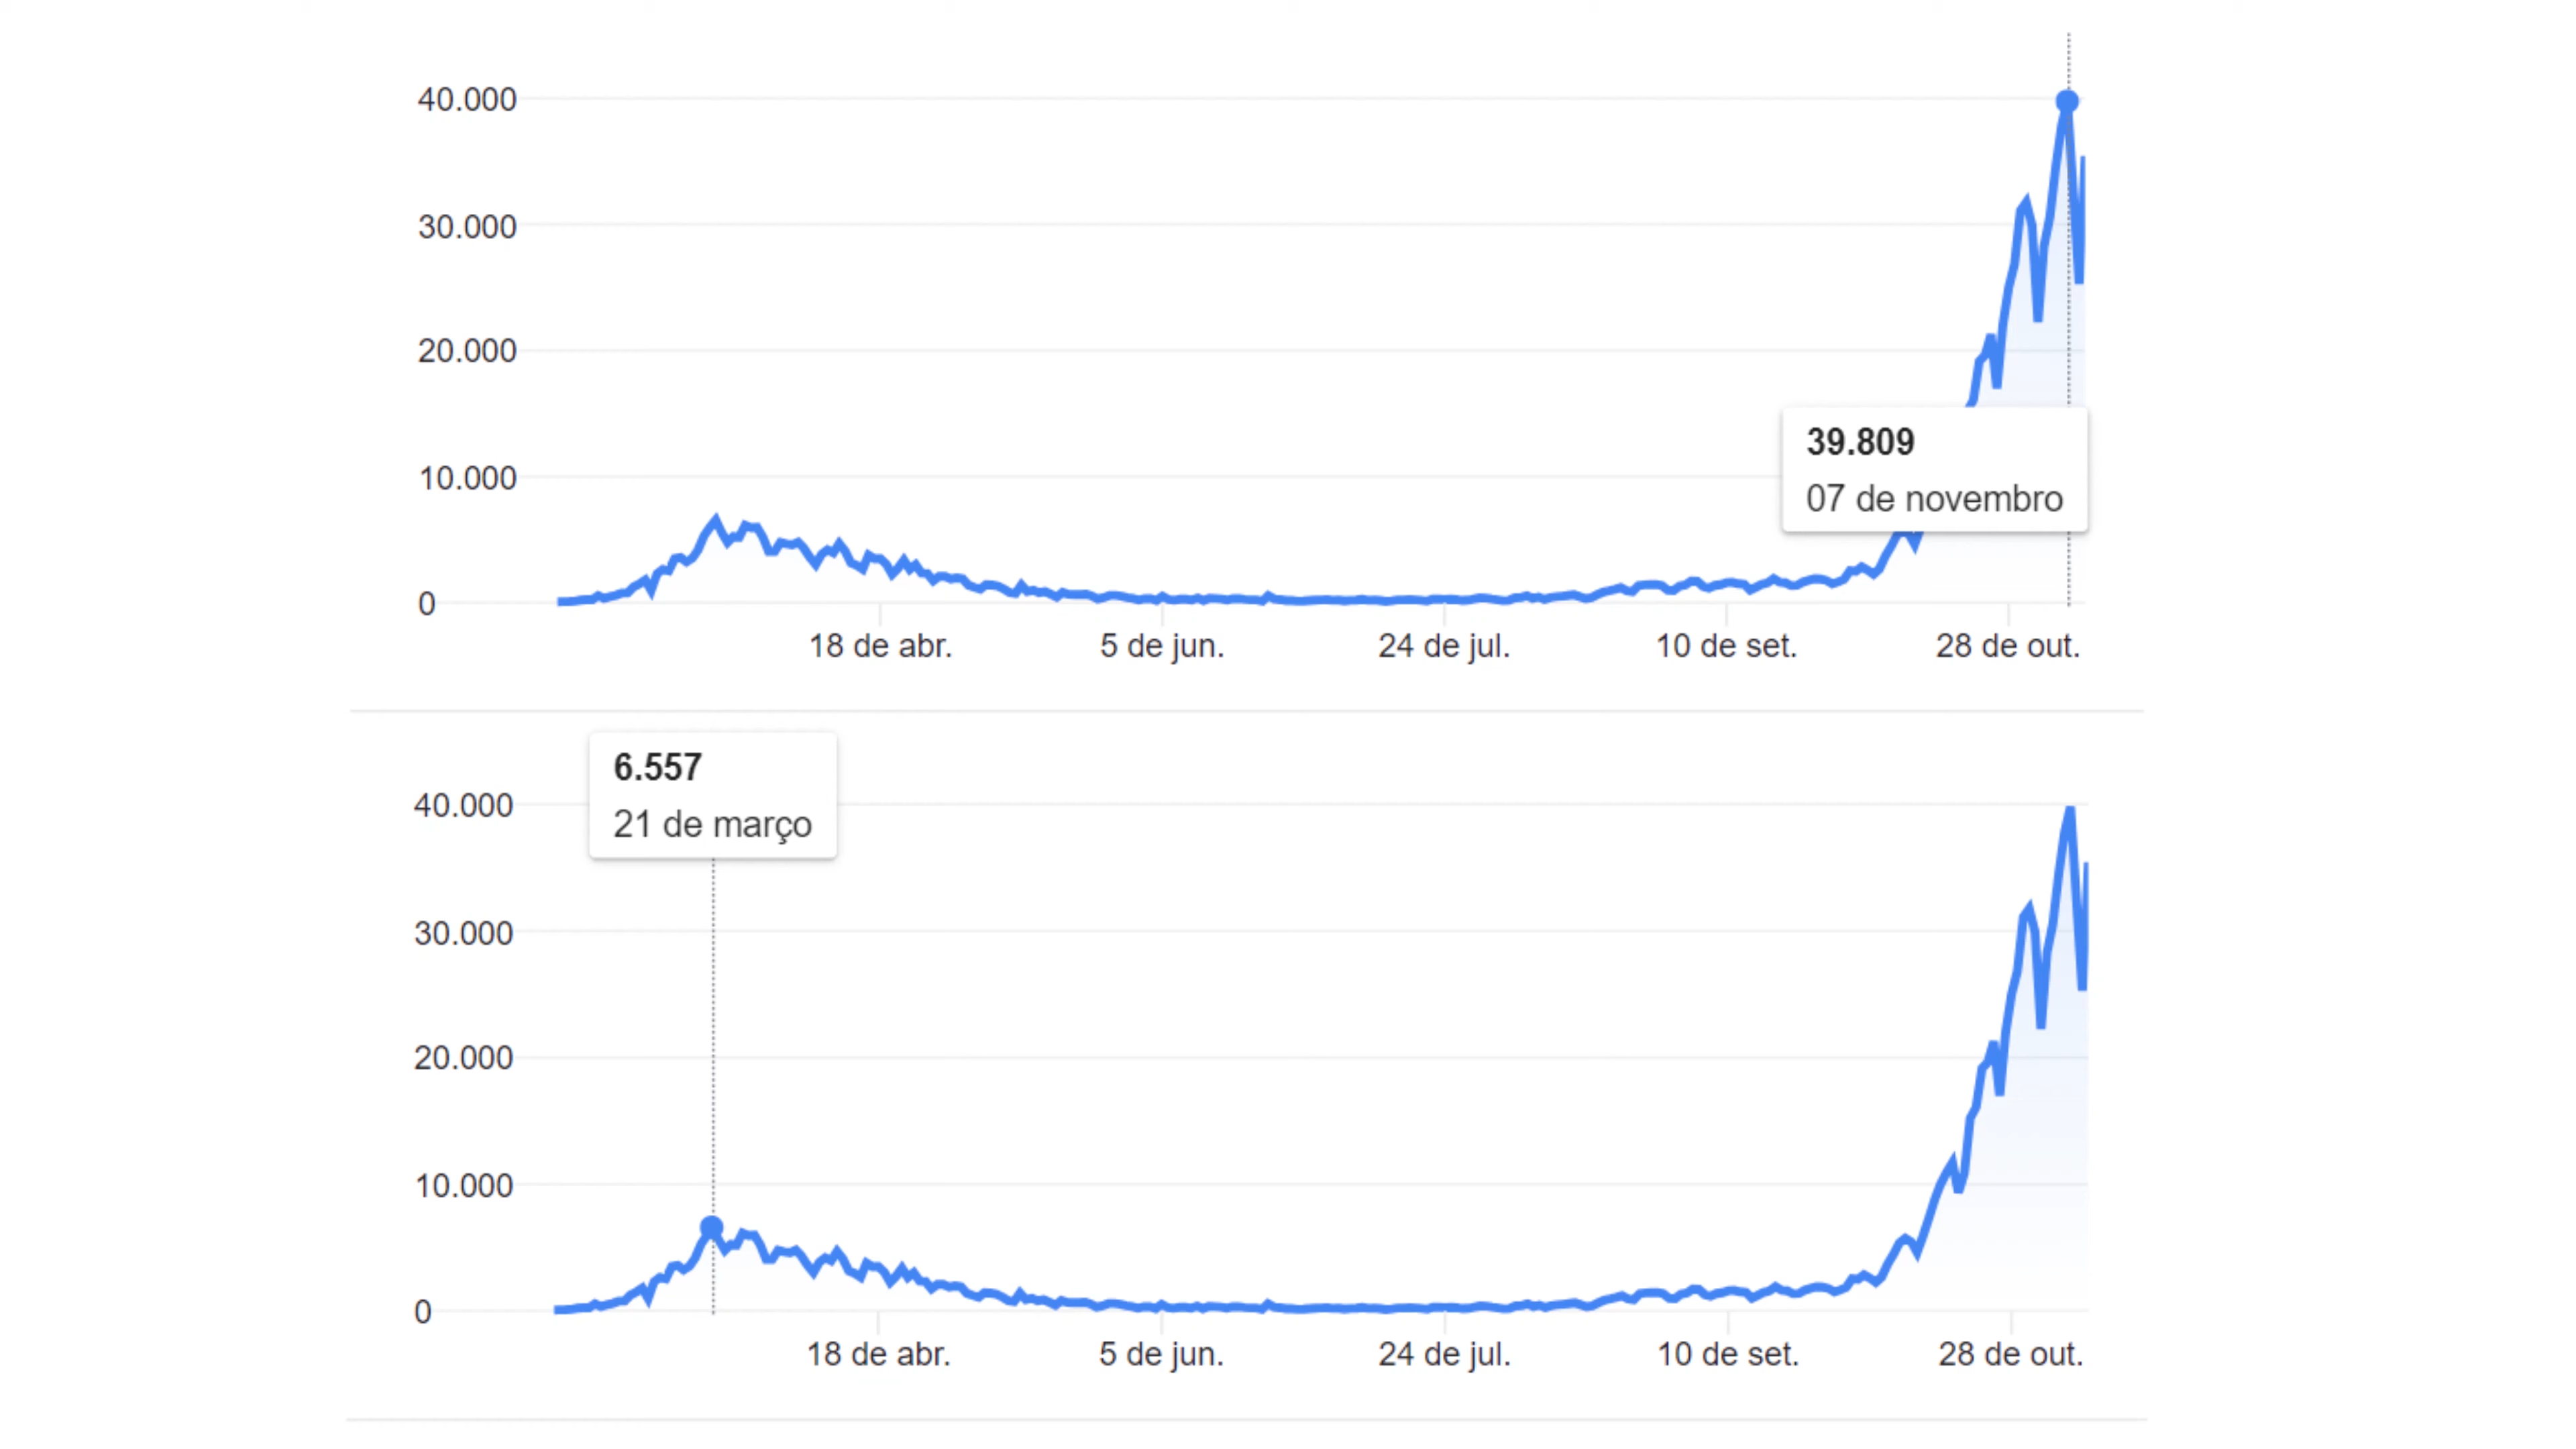 40.000
30.000
20.000
10.000
0
39.809
07 de novembro
18 de abr.
5 de jun.
24 de jul.
10 de set.
28 de out.
6.557
21 de março
40.000
30.000
20.000
10.000
0
18 de abr.
5 de jun.
24 de jul.
10 de set.
28 de out.